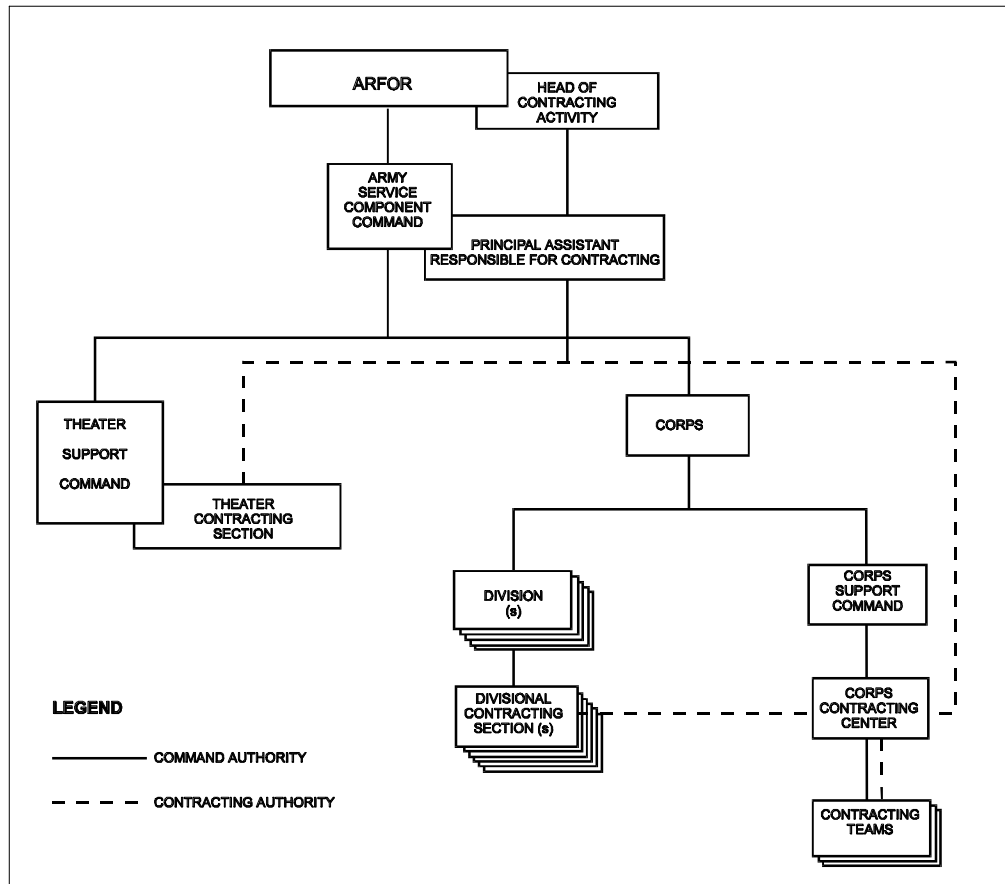 ARFOR
HEAD OF
CONTRACTING
ACTIVITY
ARMY
SERVICE
COMPONENT
COMMAND
PRINCIPAL ASSISTANT
RESPONSIBLE FOR CONTRACTING
THEATER
SUPPORT
COMMAND
THEATER
CONTRACTING
SECTION
CORPS
DIVISION
(s)
CORPS
SUPPORT
COMMAND
DIVISIONAL
CONTRACTING
SECTION (s)
CORPS
CONTRACTING
CENTER
CONTRACTING
TEAMS
LEGEND
COMMAND AUTHORITY
CONTRACTING AUTHORITY